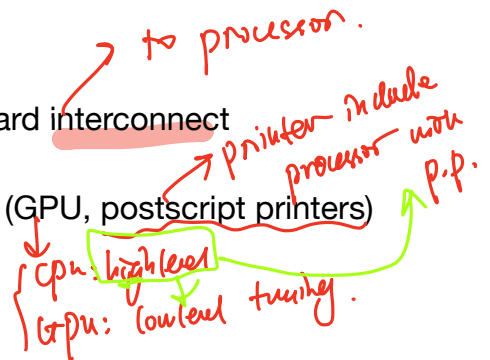 to processor.
ard interconnect
printer include
processor with
p.p.
(GPU, postscript printers)
CPU: high level
GPU: low level tuning.